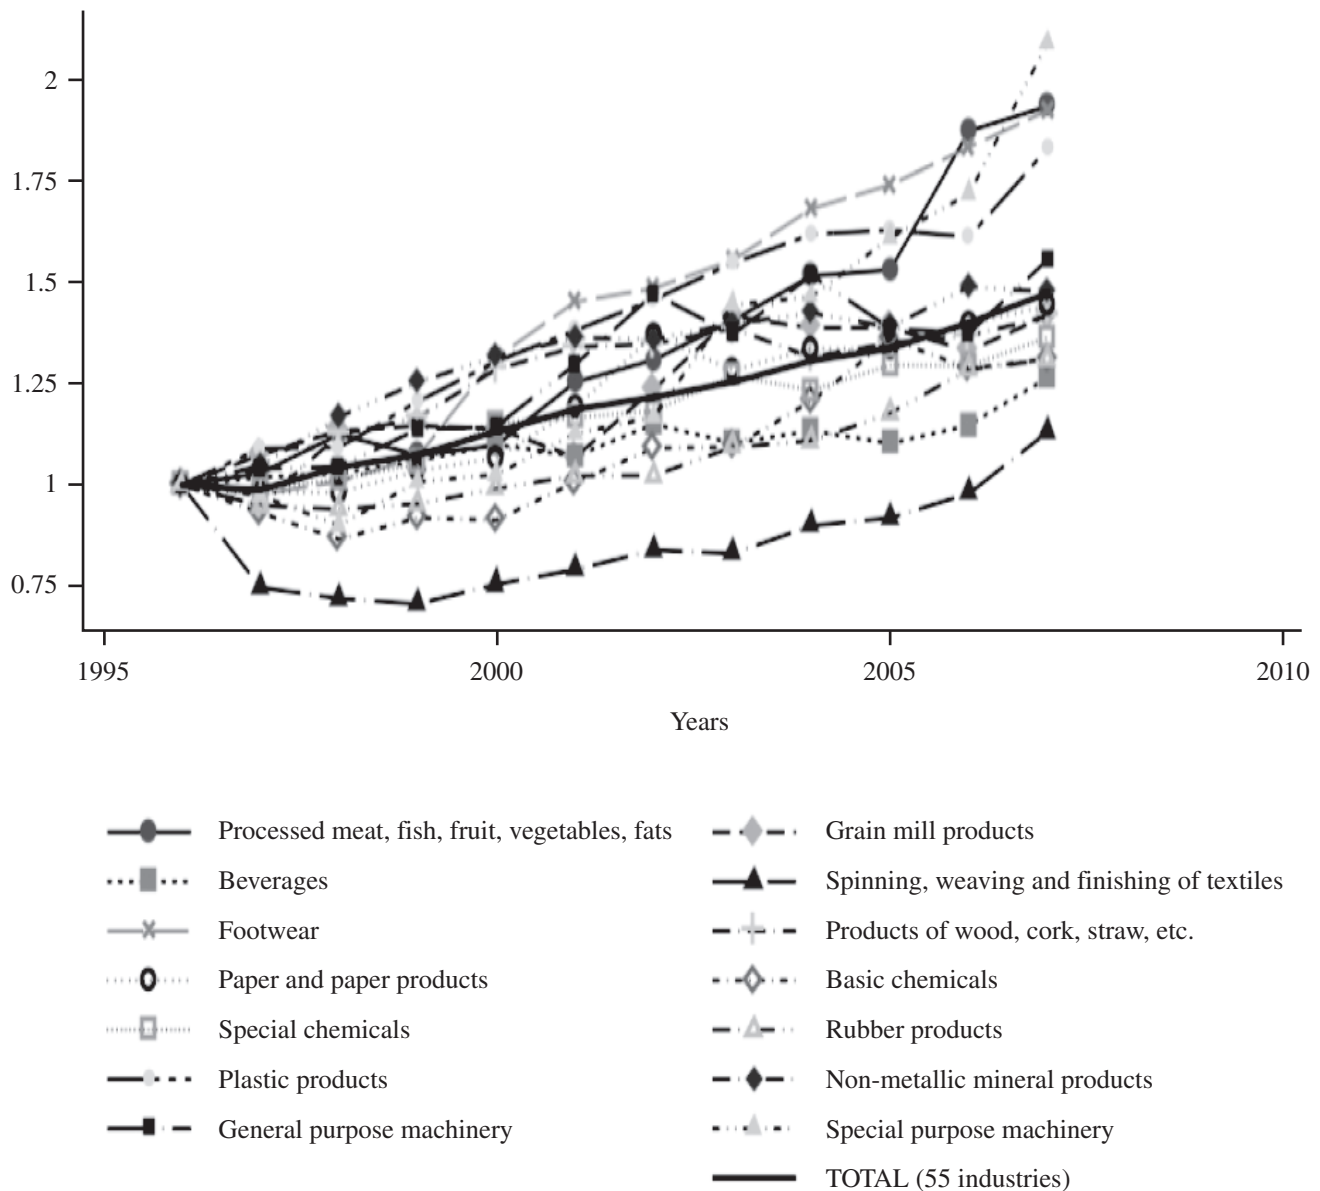 2
1.75
1.5
1.25
1
0.75
1995 2000 2005 2010
Years
Processed meat, fish, fruit, vegetables, fats
Grain mill products
Beverages
Spinning, weaving and finishing of textiles
Footwear
Products of wood, cork, straw, etc.
Paper and paper products
Basic chemicals
Special chemicals
Rubber products
Plastic products
Non-metallic mineral products
General purpose machinery
Special purpose machinery
TOTAL (55 industries)